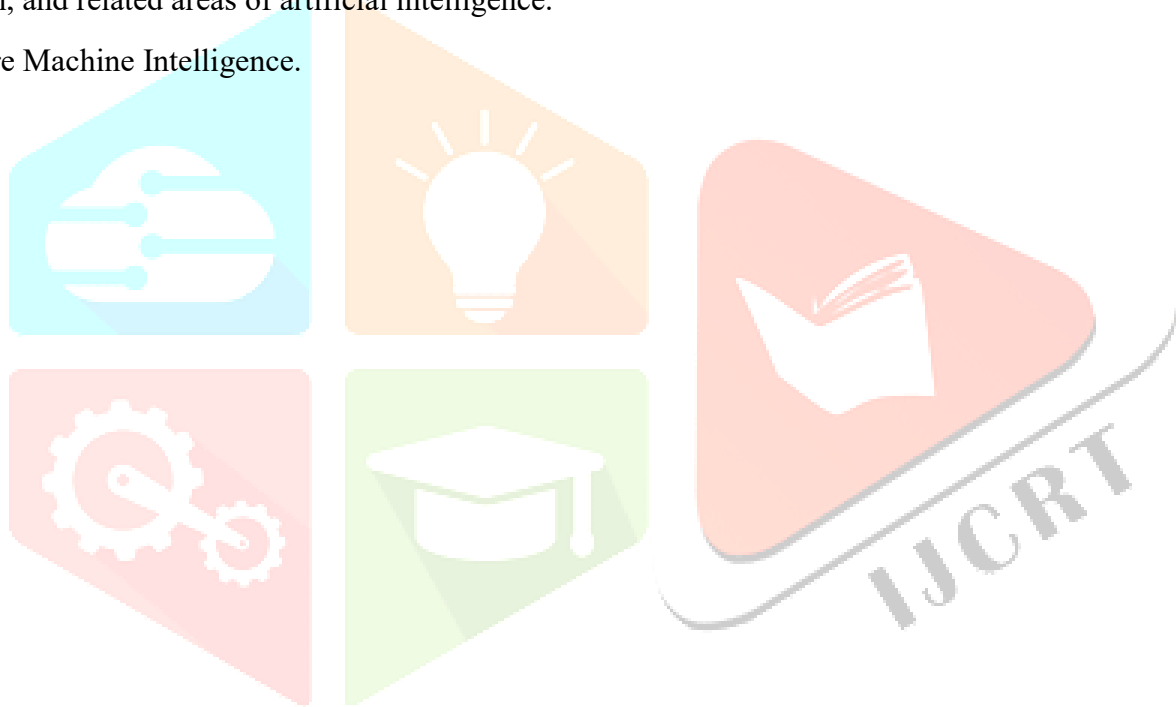 and related areas of artificial intelligence.
Machine Intelligence.
IJCRT